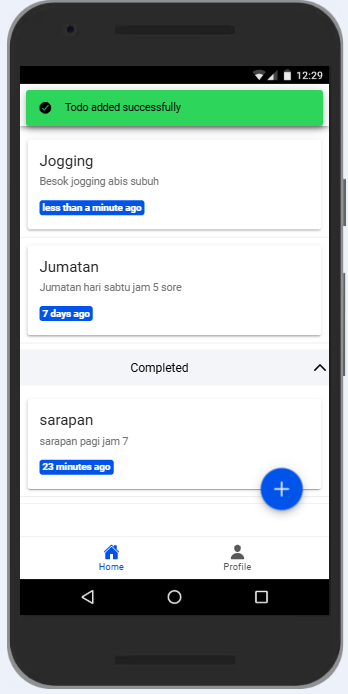 12:29
Todo added successfully
Jogging
Besok jogging abis subuh
less than a minute ago
Jumatan
Jumatan hari sabtu jam 5 sore
7 days ago
Completed
sarapan
sarapan pagi jam 7
23 minutes ago
Home
Profile